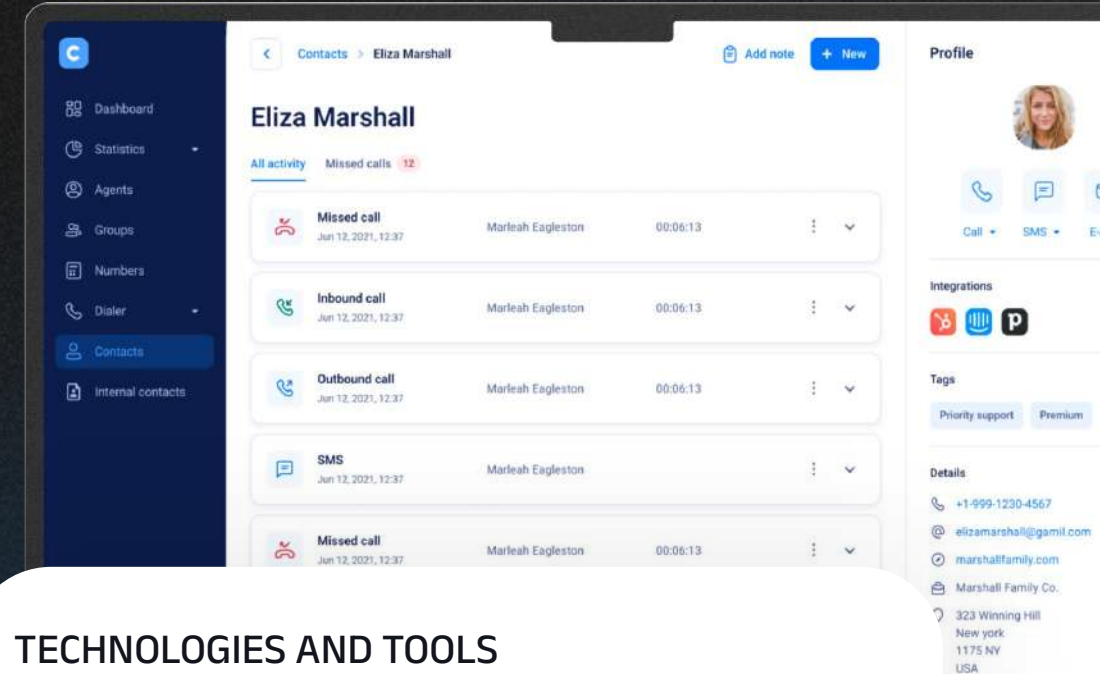 C
Dashboard
Statistics
Agents
Groups
Numbers
Dialer
Contacts
Internal contacts
Contacts > Eliza Marshall
Add note
+ New
Eliza Marshall
All activity
Missed calls 12
Missed call
Jun 12, 2021, 12:37
Marleah Eagleston
00:06:13
Inbound call
Jun 12, 2021, 12:37
Marleah Eagleston
00:06:13
Outbound call
Jun 12, 2021, 12:37
Marleah Eagleston
00:06:13
SMS
Jun 12, 2021, 12:37
Marleah Eagleston
Missed call
Jun 12, 2021, 12:37
Marleah Eagleston
00:06:13
Profile
Call
SMS
Integrations
p
Tags
Priority support
Premium
Details
+1-999-1230-4567
elizamarshall@gamil.com
marshallfamily.com
Marshall Family Co.
323 Winning Hill
New york
1175 NY
USA
TECHNOLOGIES AND TOOLS